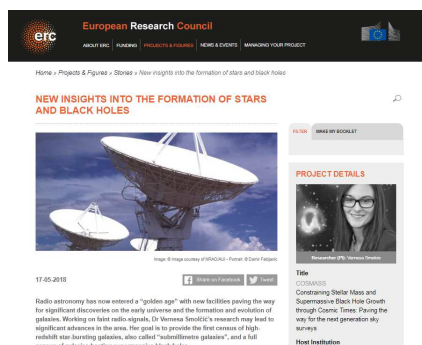 erc
European Research Council
ABOUT ERC FUNDING PROJECTS & FIGURES NEWS & EVENTS MANAGING YOUR PROJECT
Home » Projects & Figures » Stories » New insights into the formation of stars and black holes
NEW INSIGHTS INTO THE FORMATION OF STARS
AND BLACK HOLES
FILTER MAKE MY BOOKLET
PROJECT DETAILS
Image: © Image courtesy of NRAO/AUI - Portrait: © Damir Fabijanić
Researcher (PI): Vernesa Smolcic
17-05-2018
Share on Facebook Tweet
Title
COSMASS
Constraining Stellar Mass and
Supermassive Black Hole Growth
through Cosmic Times: Paving the
way for the next generation sky
surveys
Host Institution
Radio astronomy has now entered a "golden age" with new facilities paving the way
for significant discoveries on the early universe and the formation and evolution of
galaxies. Working on faint radio signals, Dr Vernesa Smolčić's research may lead to
significant advances in the area. Her goal is to provide the first census of high-
redshift star-bursting galaxies, also called "submillimetre galaxies", and a full